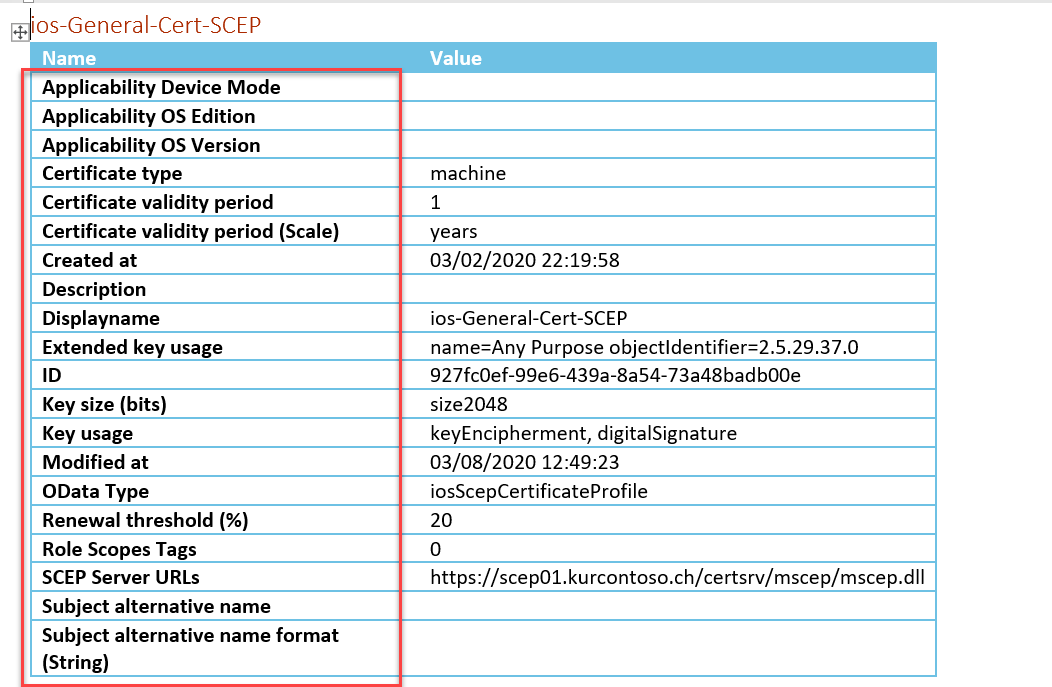 ios-General-Cert-SCEP
Name Value
Applicability Device Mode
Applicability OS Edition
Applicability OS Version
Certificate type machine
Certificate validity period 1
Certificate validity period (Scale) years
Created at 03/02/2020 22:19:58
Description
Displayname ios-General-Cert-SCEP
Extended key usage name=Any Purpose objectIdentifier=2.5.29.37.0
ID 927fc0ef-99e6-439a-8a54-73a48badb00e
Key size (bits) size2048
Key usage keyEncipherment, digitalSignature
Modified at 03/08/2020 12:49:23
OData Type iosScepCertificateProfile
Renewal threshold (%) 20
Role Scopes Tags 0
SCEP Server URLs https://scep01.kurcontoso.ch/certsrv/mscep/mscep.dll
Subject alternative name
Subject alternative name format
(String)